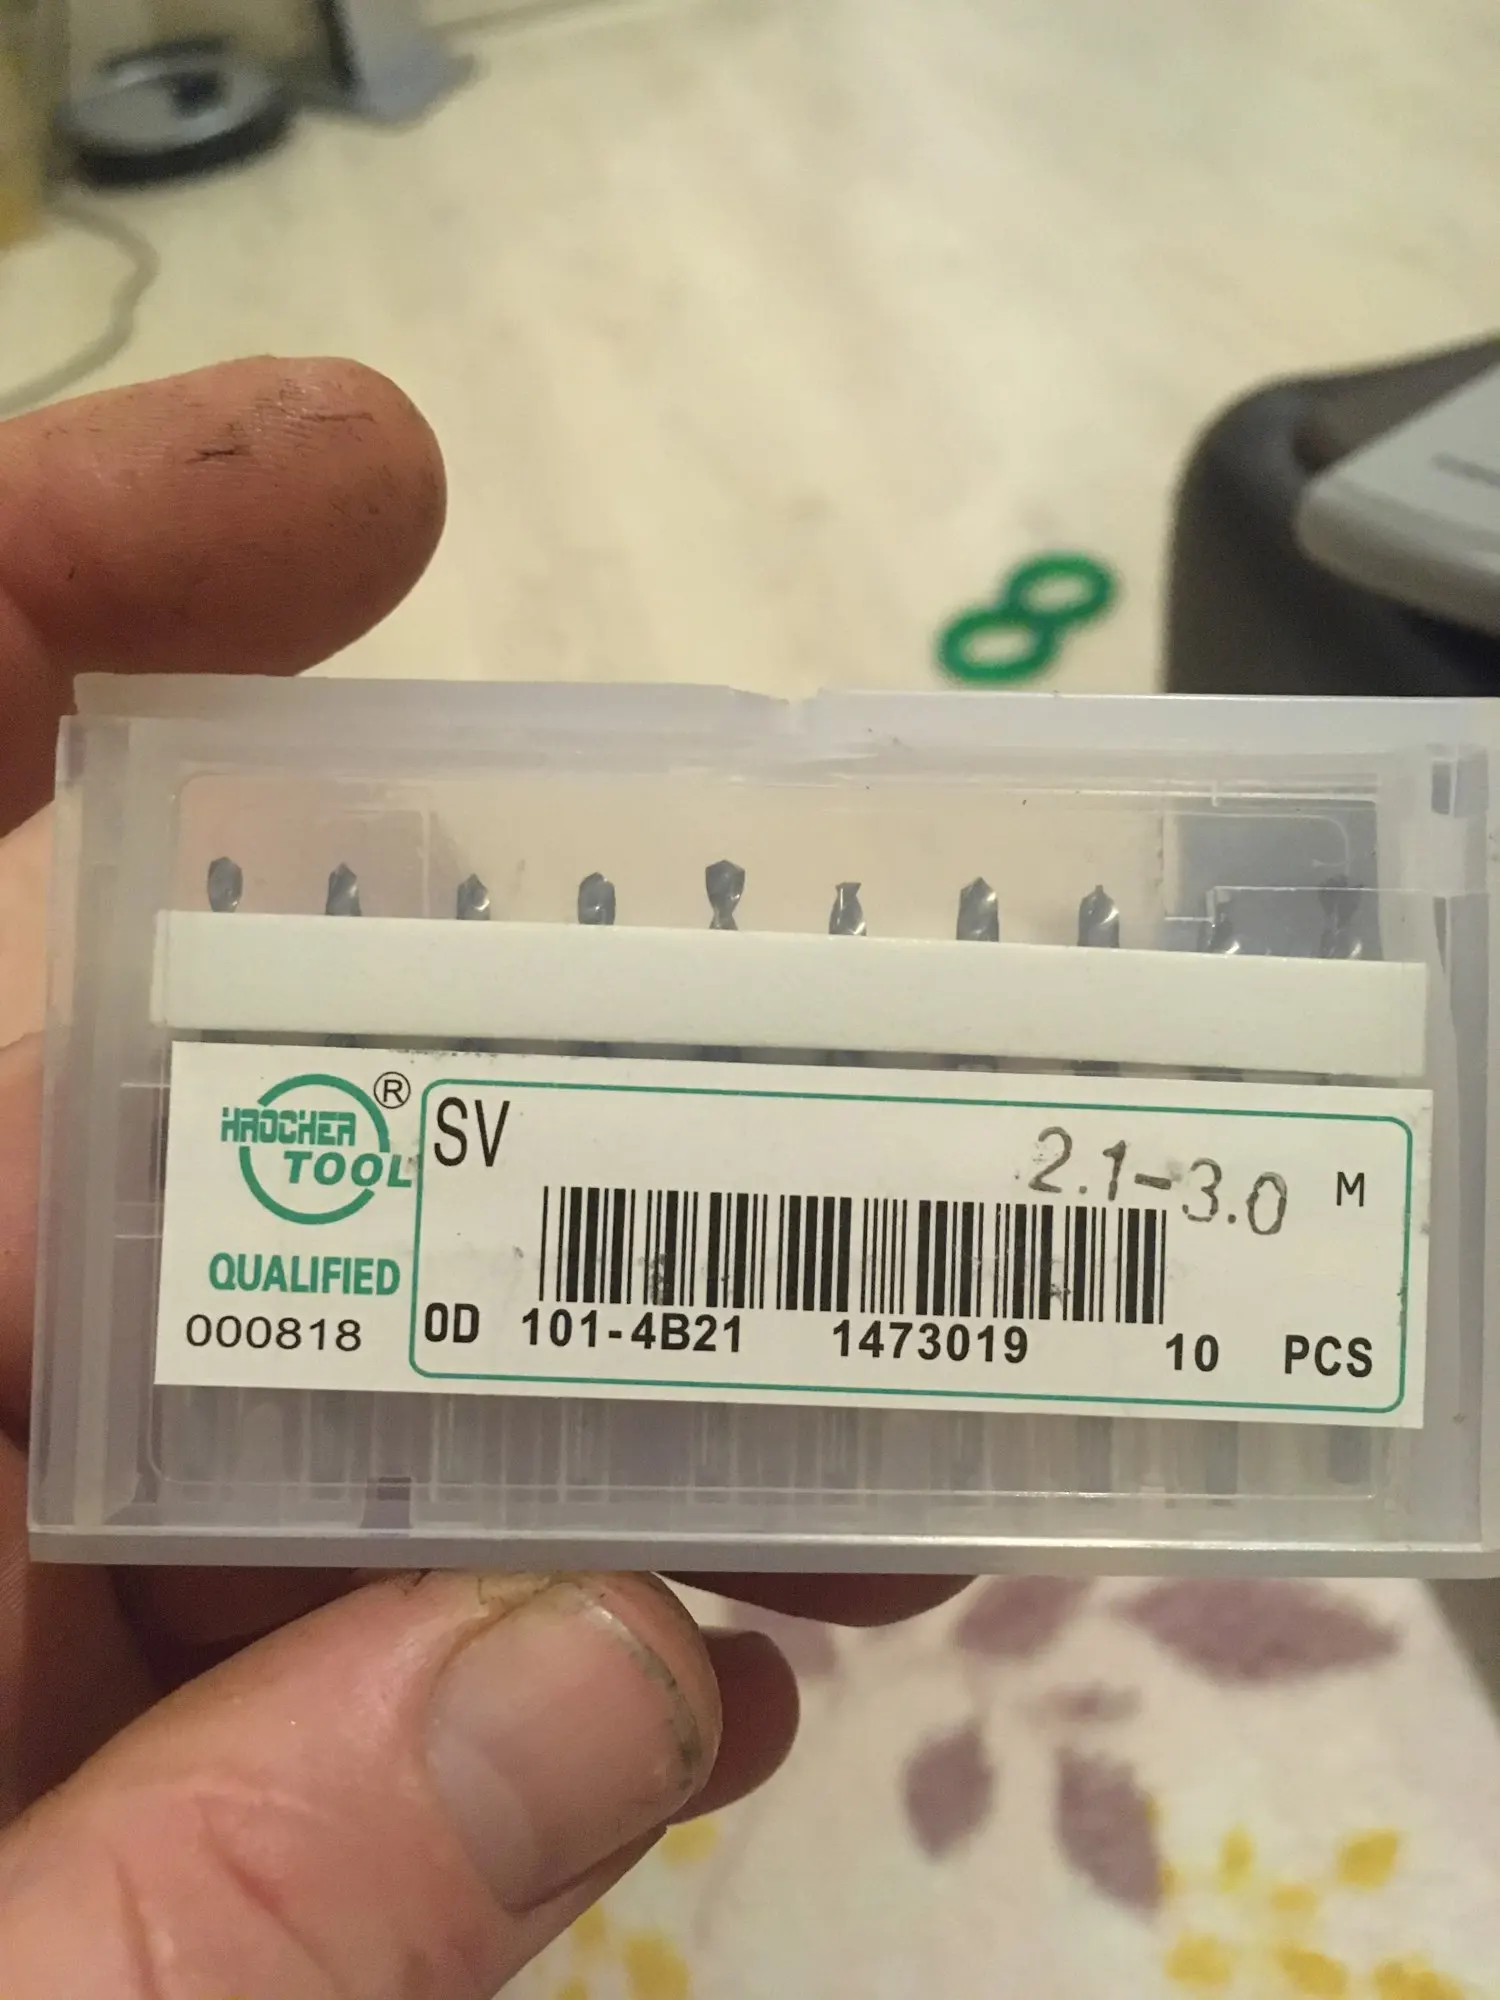 HAOCHER
TOOL
®
QUALIFIED
000818
SV
2.1-3.0 M
OD 101-4B21 1473019 10 PCS